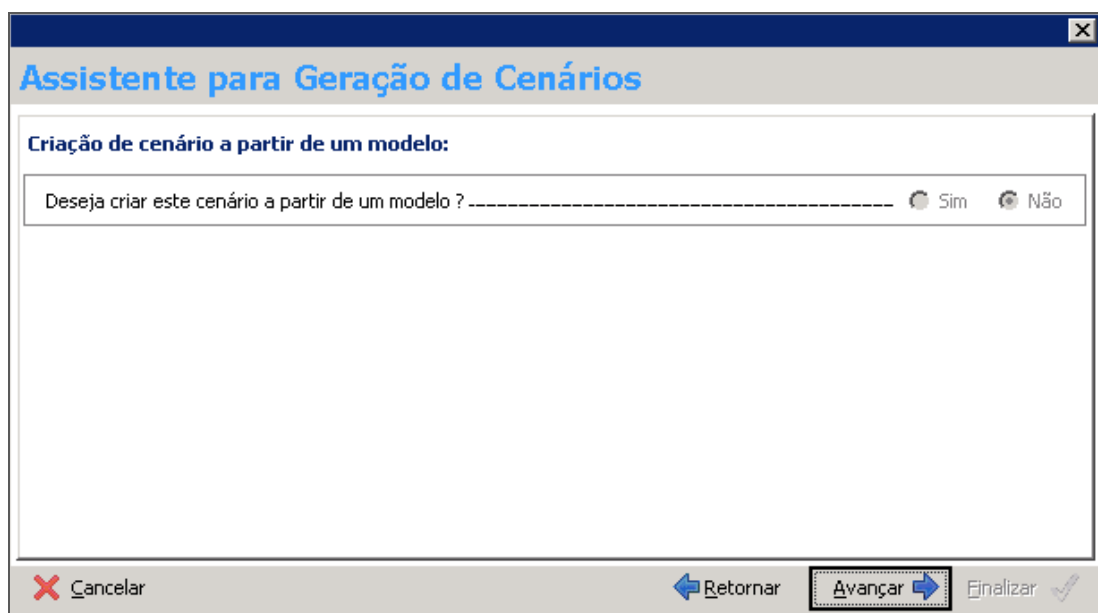 Assistente para Geração de Cenários
Criação de cenário a partir de um modelo:
Deseja criar este cenário a partir de um modelo ? Sim Não
Cancelar Retornar Avançar Finalizar